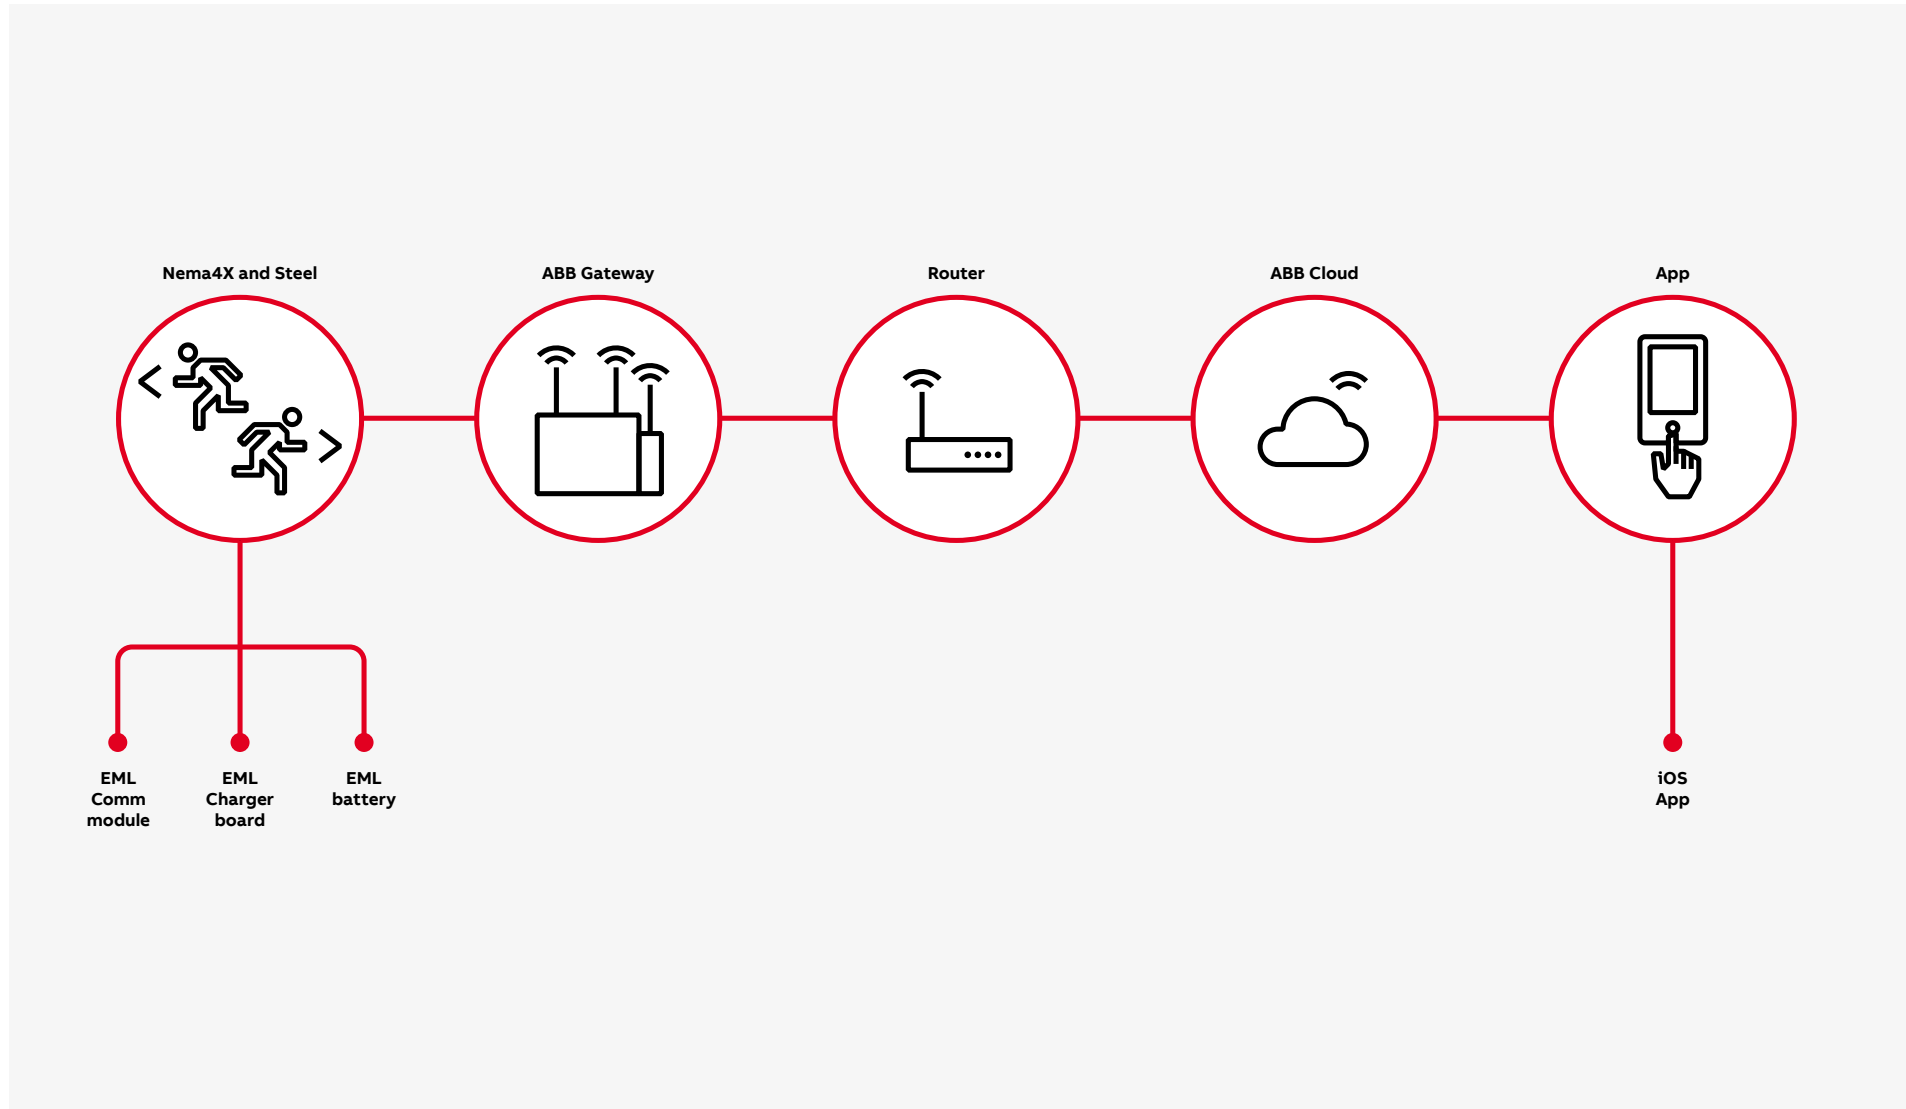 Nema4X and Steel
ABB Gateway
Router
ABB Cloud
App
EML
Comm
module
EML
Charger
board
EML
battery
iOS
App